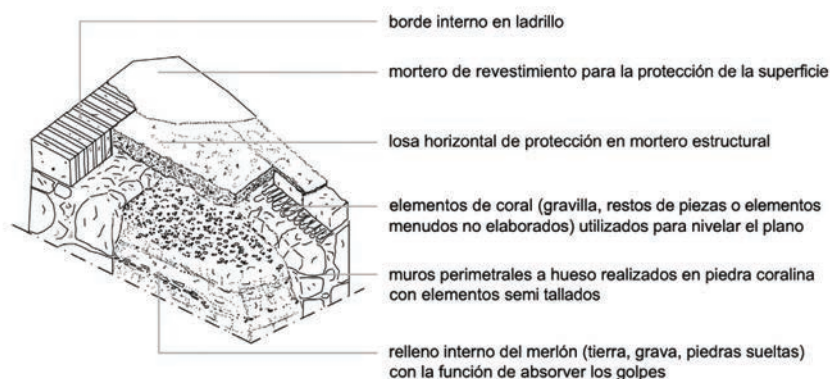 borde interno en ladrillo
mortero de revestimiento para la protección de la superficie
losa horizontal de protección en mortero estructural
elementos de coral (gravilla, restos de piezas o elementos
menudos no elaborados) utilizados para nivelar el plano
muros perimetrales a hueso realizados en piedra coralina
con elementos semi tallados
relleno interno del merlón (tierra, grava, piedras sueltas)
con la función de absorver los golpes